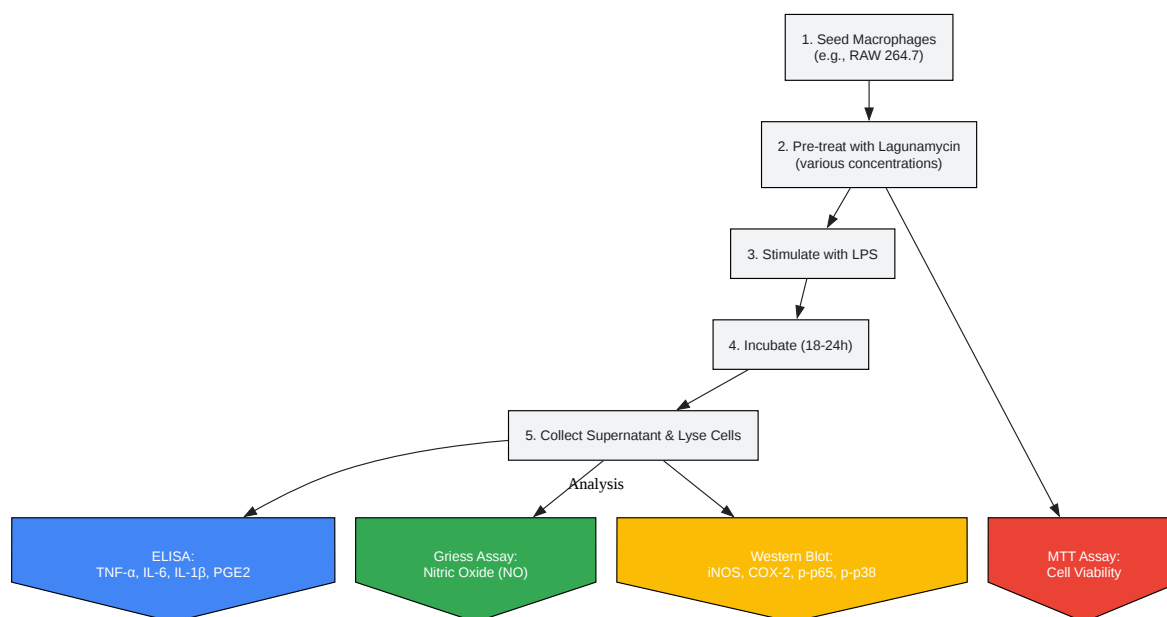 1. Seed Macrophages
(e.g., RAW 264.7)
2. Pre-treat with Lagunamycin
(various concentrations)
3. Stimulate with LPS
4. Incubate (18-24h)
5. Collect Supernatant & Lyse Cells
Analysis
ELISA:
TNF-α, IL-6, IL-1β, PGE2
Griess Assay:
Nitric Oxide (NO)
Western Blot:
iNOS, COX-2, p-p65, p-p38
MTT Assay:
Cell Viability